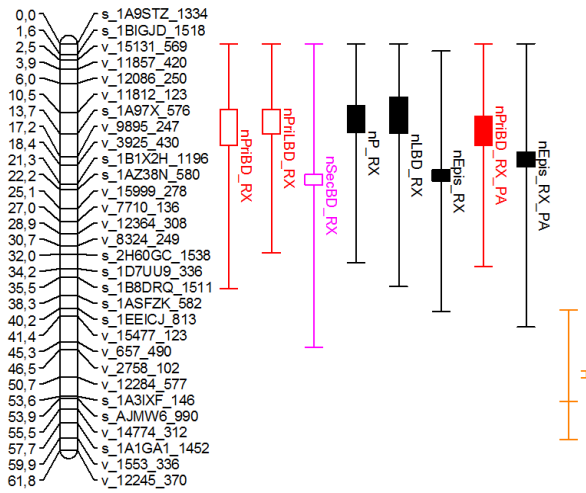 0,0 s_1A9STZ_1334
1,6 s_1BIGJD_1518
2,5 v_15131_569
3,9 v_11857_420
6,0 v_12086_250
10,5 v_11812_123
13,7 s_1A97X_576
17,2 v_9895_247
18,4 v_3925_430
21,3 s_1B1X2H_1196
22,2 s_1AZ38N_580
25,1 v_15999_278
27,0 v_7710_136
28,9 v_12364_308
30,7 v_8324_249
32,0 s_2H60GC_1538
34,2 s_1D7UU9_336
35,5 s_1B8DRQ_1511
38,3 s_1ASFZK_582
40,2 s_1EEICJ_813
41,4 v_15477_123
45,3 v_657_490
46,5 v_2758_102
50,7 v_12284_577
53,6 s_1A3IXF_146
53,9 s_AJMW6_990
55,5 v_14774_312
57,7 s_1A1GA1_1452
59,9 v_1553_336
61,8 v_12245_370
nPriBD_RX
nPriLBD_RX
nSecBD_RX
nP_RX
nLBD_RX
nEpis_RX
nPriBD_RX_PA
nEpis_RX_PA